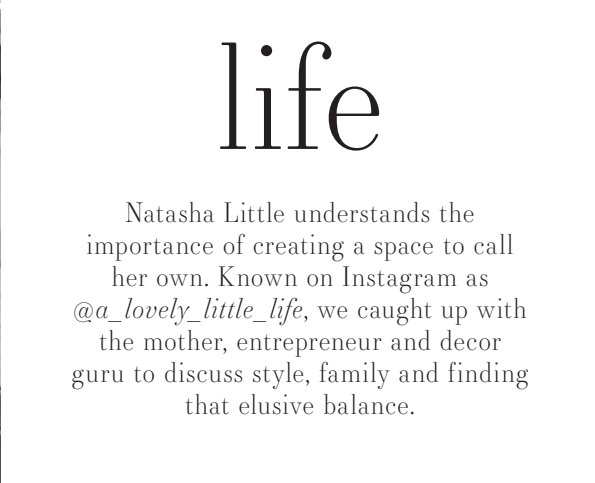 life
Natasha Little understands the
importance of creating a space to call
her own. Known on Instagram as
@a_lovely_little_life, we caught up with
the mother, entrepreneur and decor
guru to discuss style, family and finding
that elusive balance.